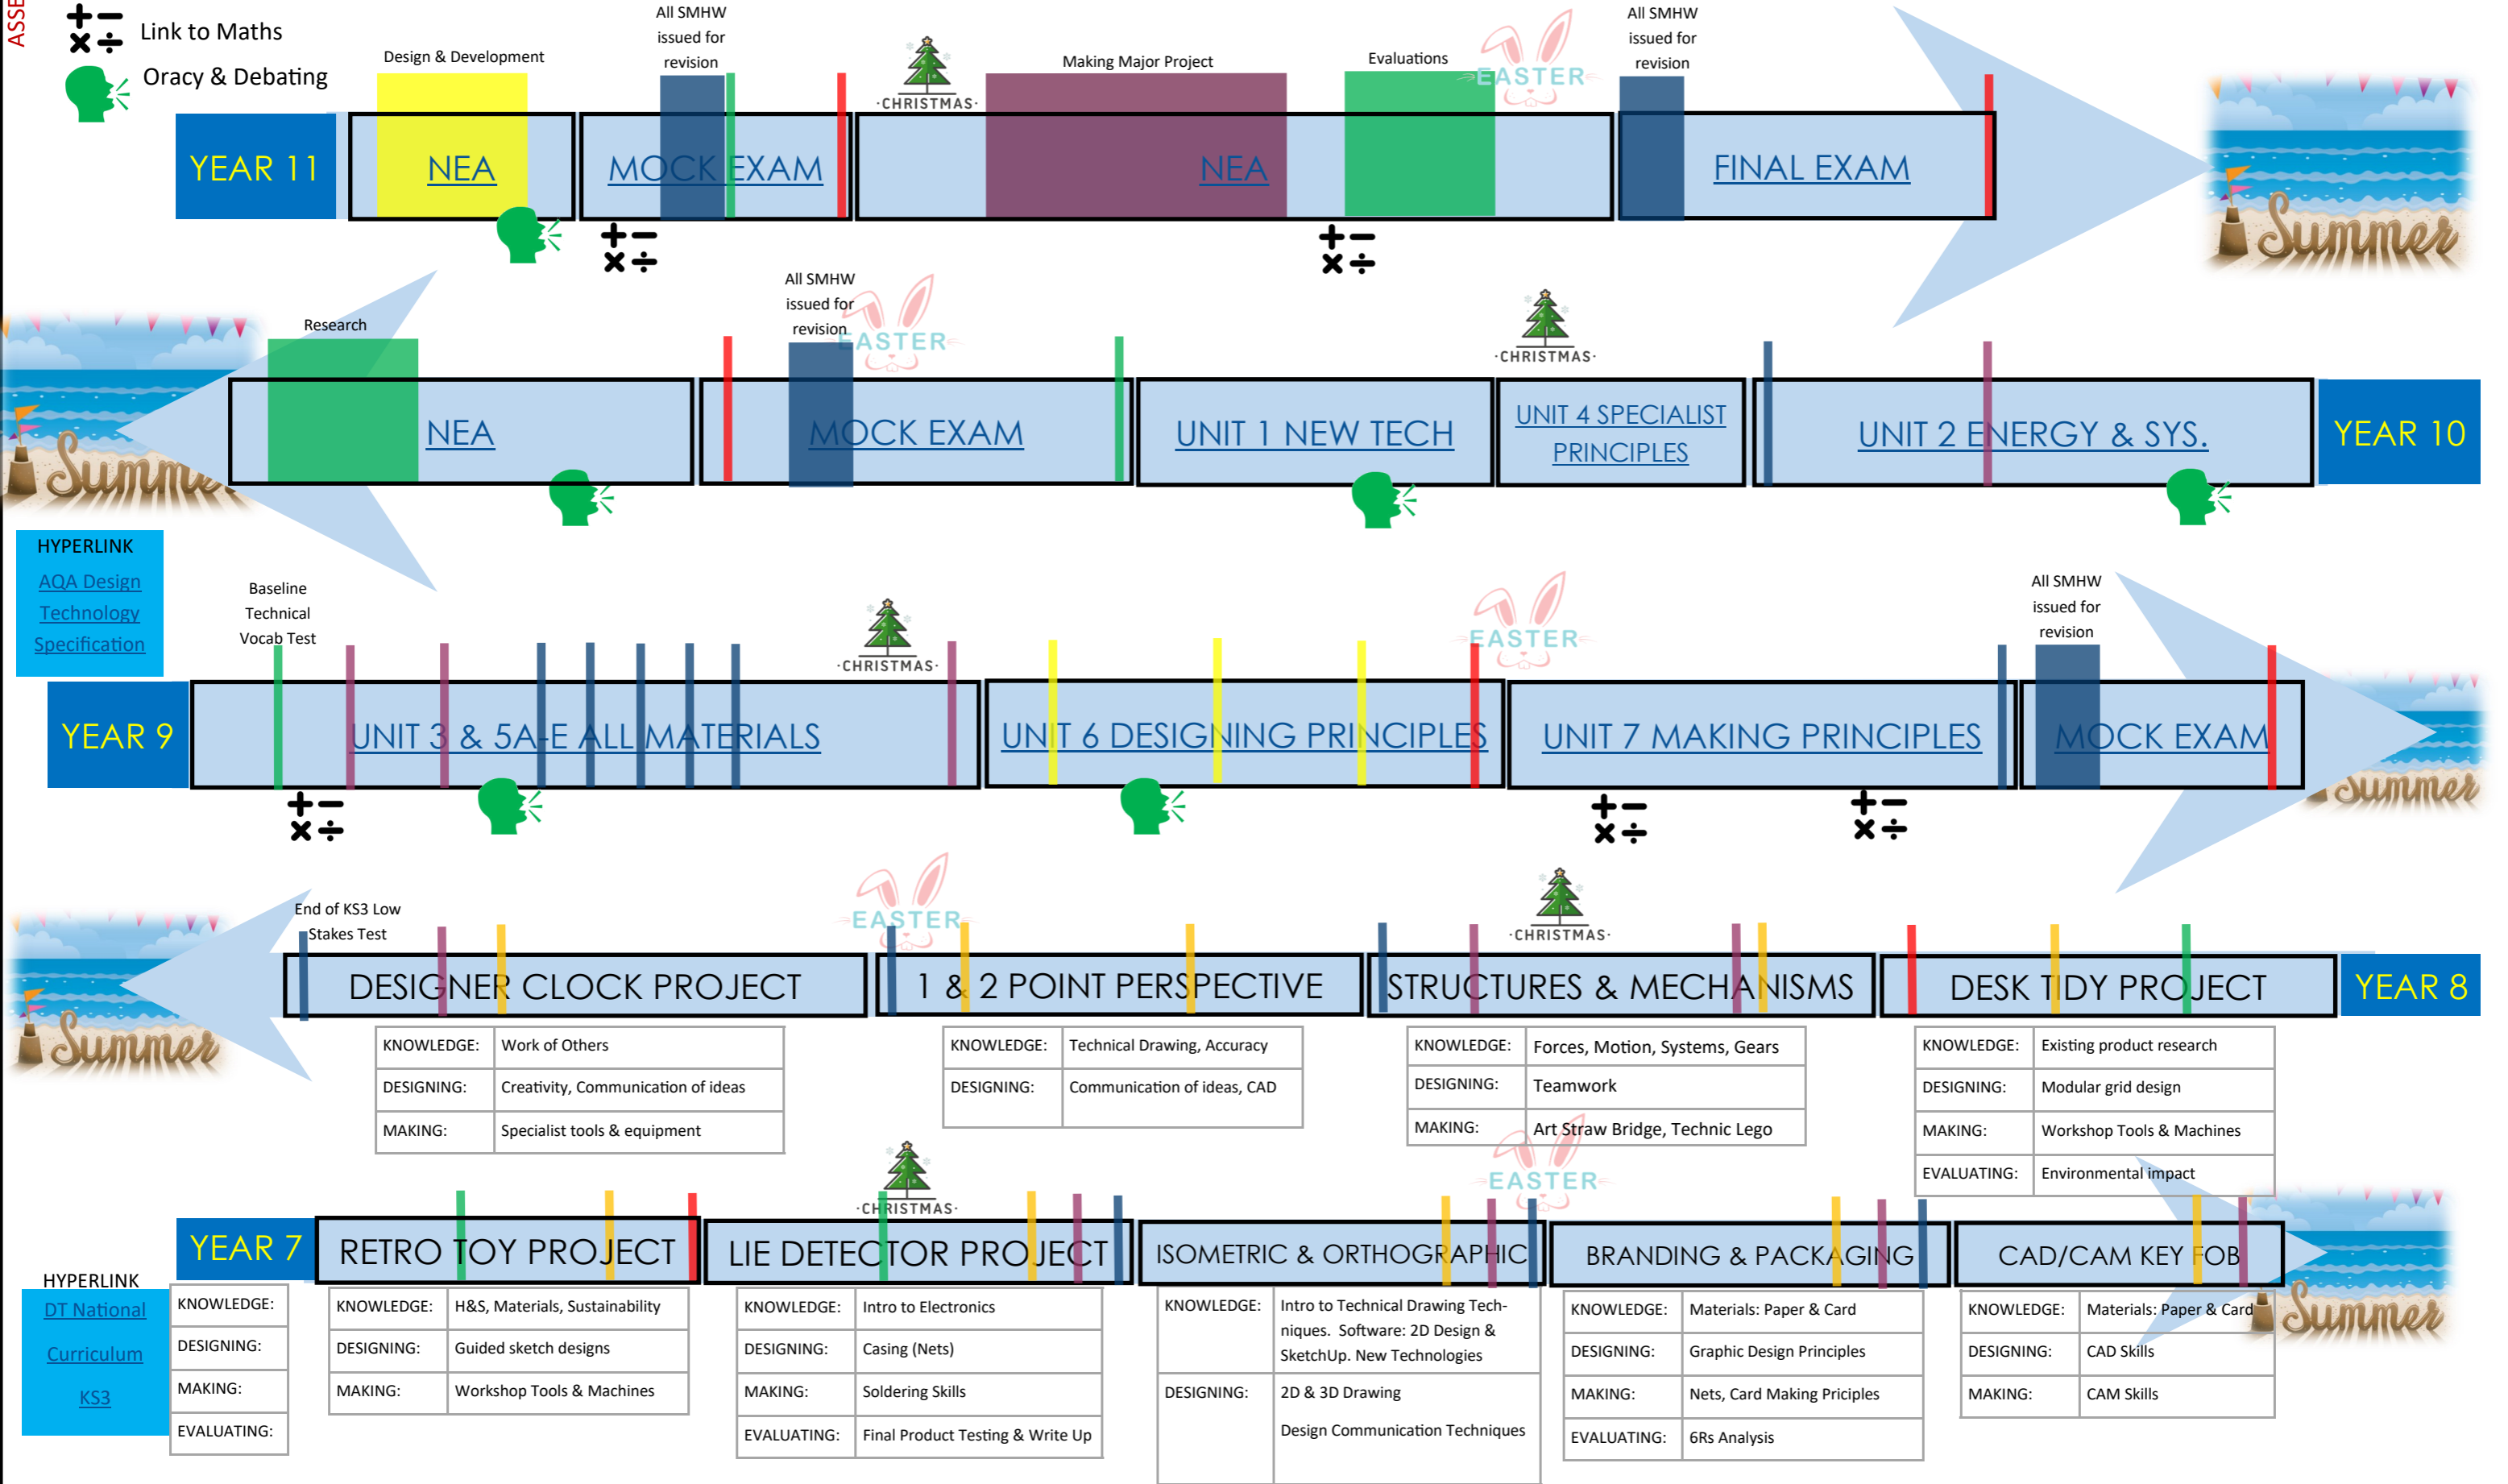 ASSE
Link to Maths
Oracy & Debating
Design & Development
All SMHW
issued for
revision
·CHRISTMAS·
Making Major Project
Evaluations
EASTER
All SMHW
issued for
revision
YEAR 11
NEA
MOCK EXAM
NEA
FINAL EXAM
Summer
Research
All SMHW
issued for
revision
EASTER
·CHRISTMAS·
Summer
NEA
MOCK EXAM
UNIT 1 NEW TECH
UNIT 4 SPECIALIST
PRINCIPLES
UNIT 2 ENERGY & SYS.
YEAR 10
HYPERLINK
AQA Design
Technology
Specification
Baseline
Technical
Vocab Test
·CHRISTMAS·
EASTER
All SMHW
issued for
revision
YEAR 9
UNIT 3 & 5A-E ALL MATERIALS
UNIT 6 DESIGNING PRINCIPLES
UNIT 7 MAKING PRINCIPLES
MOCK EXAM
Summer
End of KS3 Low
Stakes Test
EASTER
·CHRISTMAS·
Summer
DESIGNER CLOCK PROJECT
1 & 2 POINT PERSPECTIVE
STRUCTURES & MECHANISMS
DESK TIDY PROJECT
YEAR 8
KNOWLEDGE: Work of Others
DESIGNING: Creativity, Communication of ideas
MAKING: Specialist tools & equipment
KNOWLEDGE: Technical Drawing, Accuracy
DESIGNING: Communication of ideas, CAD
KNOWLEDGE: Forces, Motion, Systems, Gears
DESIGNING: Teamwork
MAKING: Art Straw Bridge, Technic Lego
KNOWLEDGE: Existing product research
DESIGNING: Modular grid design
MAKING: Workshop Tools & Machines
EVALUATING: Environmental impact
·CHRISTMAS·
EASTER
YEAR 7
RETRO TOY PROJECT
LIE DETECTOR PROJECT
ISOMETRIC & ORTHOGRAPHIC
BRANDING & PACKAGING
CAD/CAM KEY FOB
Summer
HYPERLINK
DT National
Curriculum
KS3
KNOWLEDGE:
DESIGNING:
MAKING:
EVALUATING:
KNOWLEDGE: H&S, Materials, Sustainability
DESIGNING: Guided sketch designs
MAKING: Workshop Tools & Machines
KNOWLEDGE: Intro to Electronics
DESIGNING: Casing (Nets)
MAKING: Soldering Skills
EVALUATING: Final Product Testing & Write Up
KNOWLEDGE: Intro to Technical Drawing Tech-
niques. Software: 2D Design &
SketchUp. New Technologies
DESIGNING: 2D & 3D Drawing
Design Communication Techniques
KNOWLEDGE: Materials: Paper & Card
DESIGNING: Graphic Design Principles
MAKING: Nets, Card Making Priciples
EVALUATING: 6Rs Analysis
KNOWLEDGE: Materials: Paper & Card
DESIGNING: CAD Skills
MAKING: CAM Skills